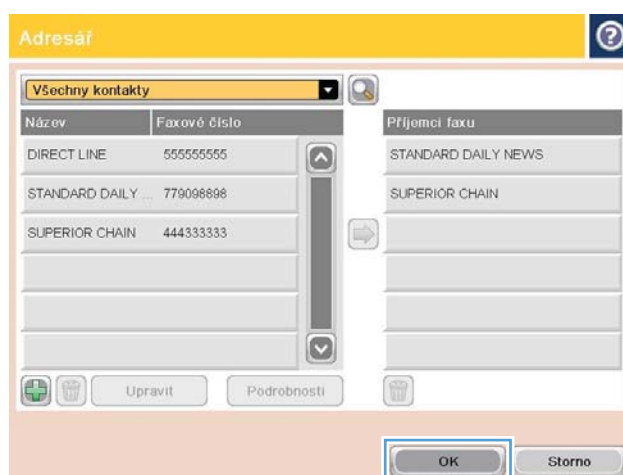 Adresář
Všechny kontakty
Název Faxové číslo
DIRECT LINE 555555555
STANDARD DAILY ... 779098898
SUPERIOR CHAIN 444333333
Upravit Podrobnosti
Příjemci faxu
STANDARD DAILY NEWS
SUPERIOR CHAIN
OK Storno